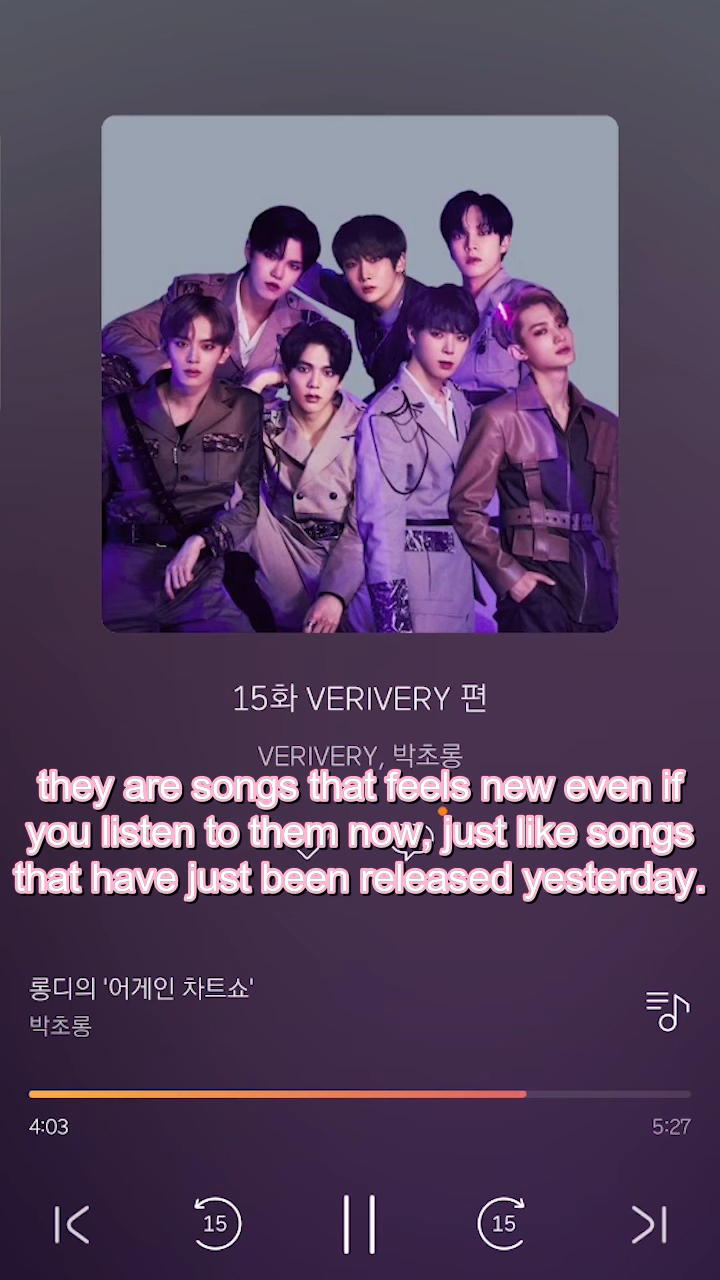 15화 VERIVERY 편
VERIVERY, 박초롱
they are songs that feels new even if
you listen to them now, just like songs
that have just been released yesterday.
롱디의 '어게인 차트쇼'
박초롱
4:03
5:27
15
15